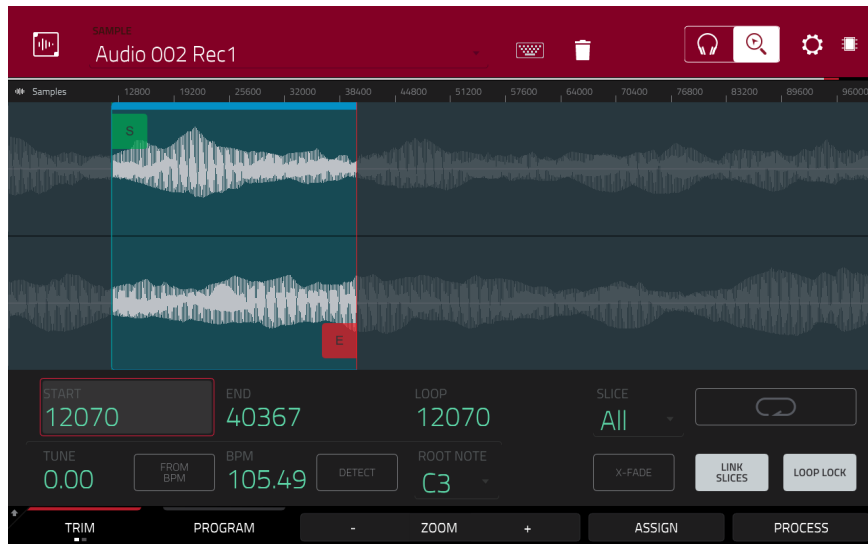 SAMPLE
Audio 002 Rec1
Samples 12800 19200 25600 32000 38400 44800 51200 57600 64000 70400 76800 83200 89600 96000
S
E
START END LOOP SLICE
12070 40367 12070 All
TUNE BPM ROOT NOTE
0.00 FROM BPM 105.49 DETECT C3 X-FADE LINK SLICES LOOP LOCK
TRIM PROGRAM - ZOOM + ASSIGN PROCESS